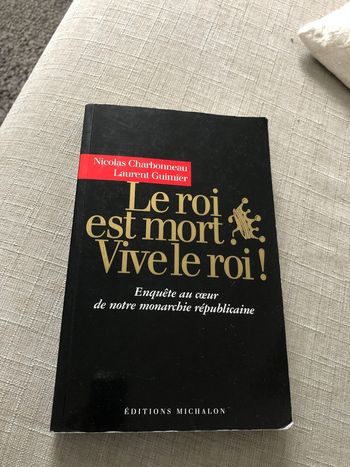 Nicolas Charbonneau
Laurent Guimier
Le roi
est mort
Vive le roi !
Enquête au cœur
de notre monarchie républicaine
ÉDITIONS MICHALON